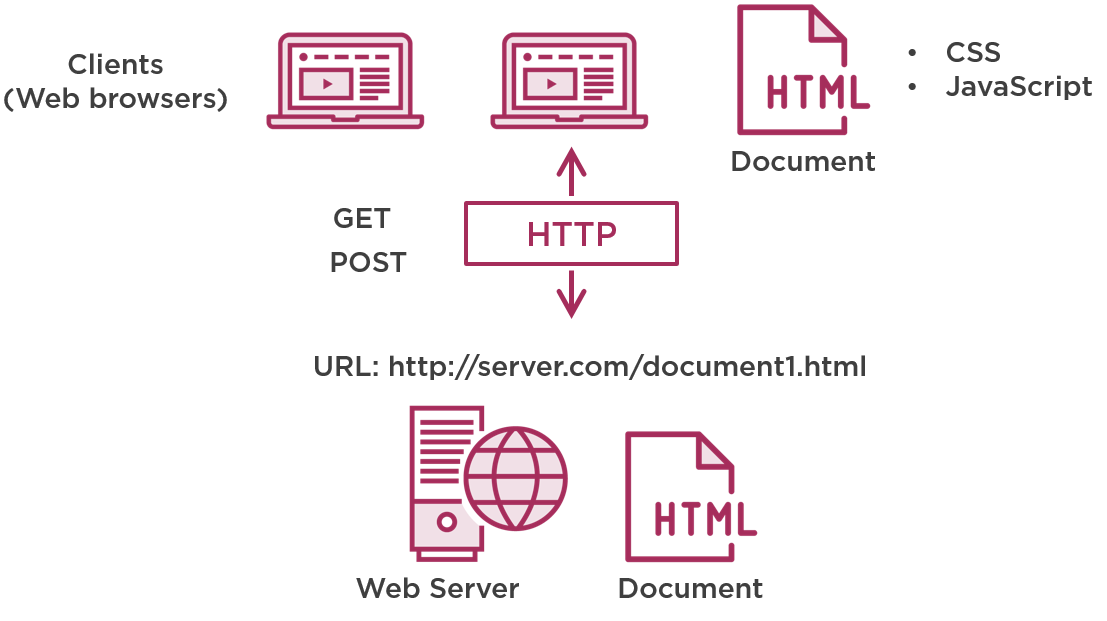 Clients
(Web browsers)
HTML
• CSS
• JavaScript
Document
GET
POST
HTTP
URL: http://server.com/document1.html
HTML
Web Server
Document